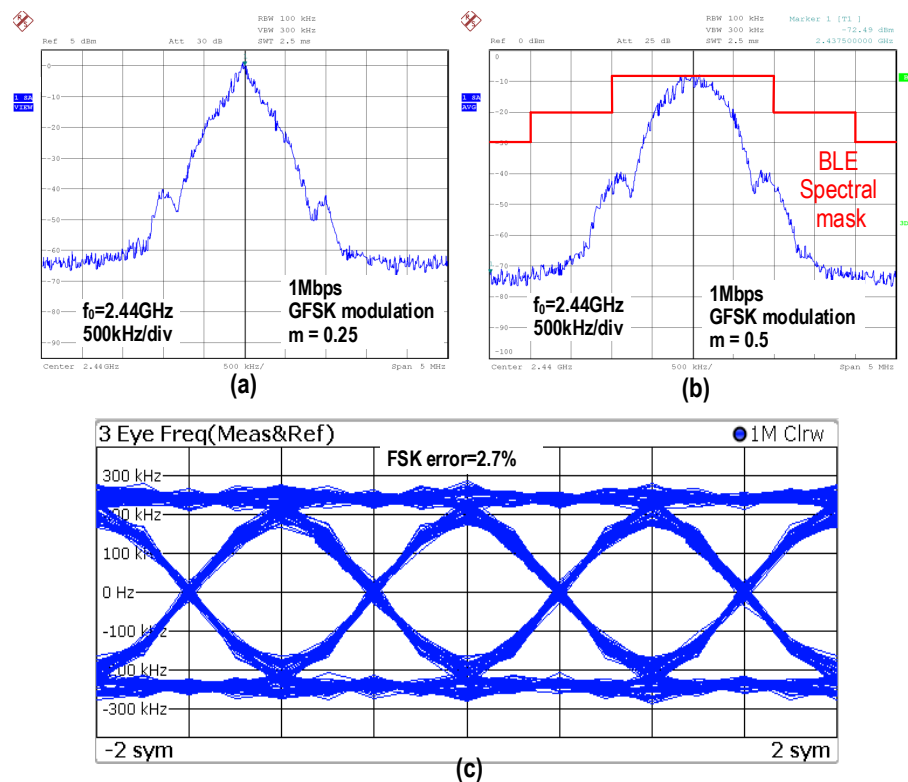 RBW 100 kHz
VBW 300 kHz
Ref 5 dBm Att 30 dB SWT 2.5 ms
1 SA
VIEW
0
-10
-20
-30
-40
-50
-60
-70
-80
-90
f0=2.44GHz
500kHz/div
1Mbps
GFSK modulation
m = 0.25
Center 2.44 GHz 500 kHz/ Span 5 MHz
(a)
RBW 100 kHz Marker 1 [T1 ]
VBW 300 kHz -72.49 dBm
Ref 0 dBm Att 25 dB SWT 2.5 ms 2.437500000 GHz
1 SA
AVG
0
-10
-20
-30
-40
-50
-60
-70
-80
-90
-100
BLE
Spectral
mask
f0=2.44GHz
500kHz/div
1Mbps
GFSK modulation
m = 0.5
Center 2.44 GHz 500 kHz/ Span 5 MHz
(b)
3 Eye Freq(Meas&Ref) 1M Clrw
FSK error=2.7%
300 kHz
100 kHz
0 Hz
-100 kHz
-300 kHz
-2 sym 2 sym
(c)